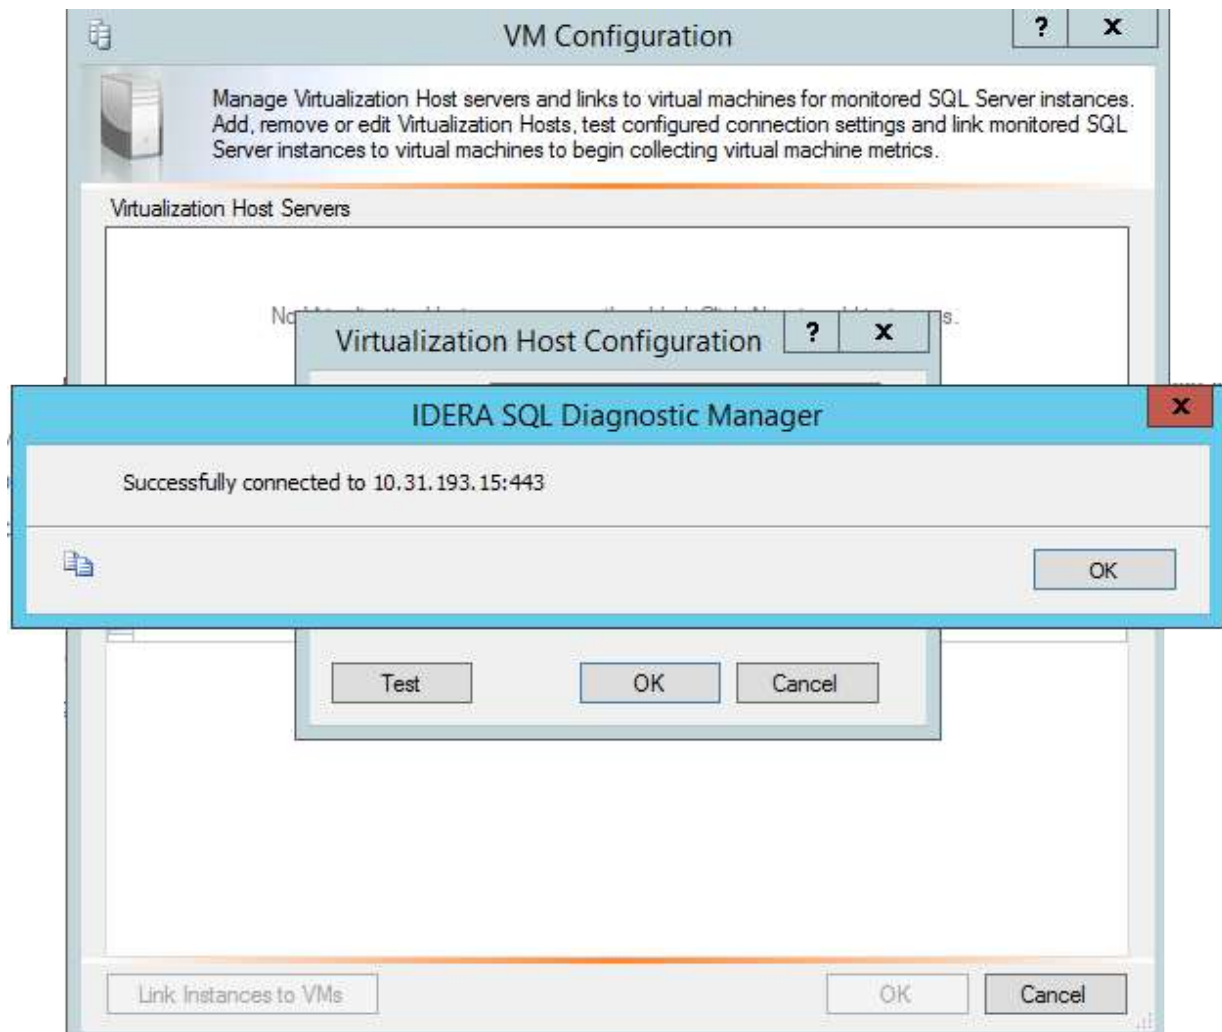 VM Configuration
? x
Manage Virtualization Host servers and links to virtual machines for monitored SQL Server instances.
Add, remove or edit Virtualization Hosts, test configured connection settings and link monitored SQL
Server instances to virtual machines to begin collecting virtual machine metrics.
Virtualization Host Servers
Virtualization Host Configuration
? x
IDERA SQL Diagnostic Manager
x
Successfully connected to 10.31.193.15:443
OK
Test OK Cancel
Link Instances to VMs OK Cancel